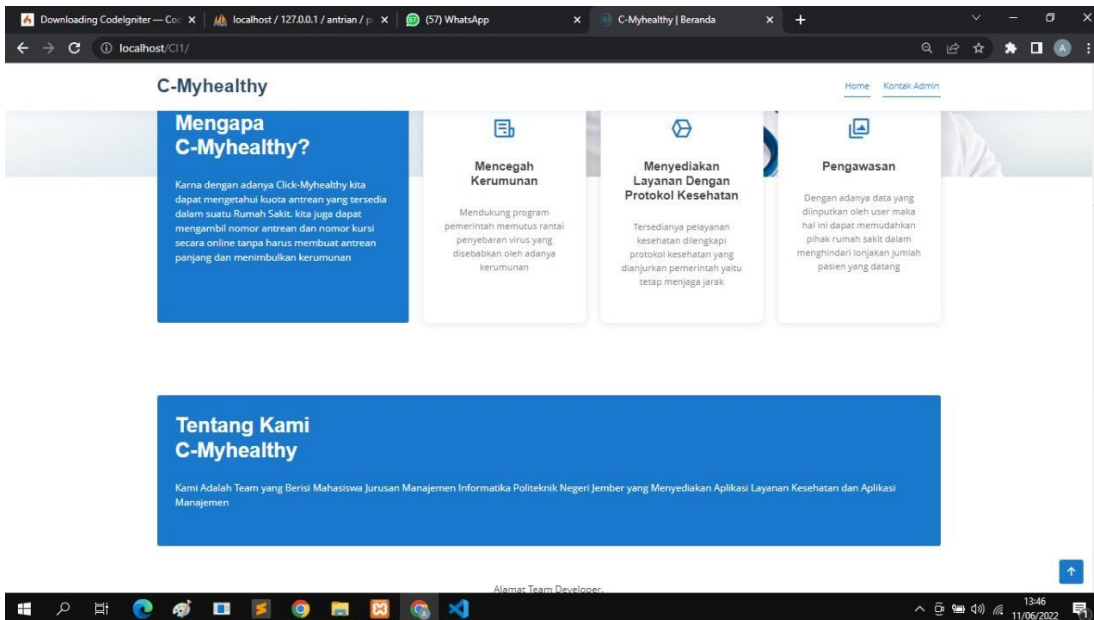 Downloading CodeIgniter — Co
localhost / 127.0.0.1 / antrian / p
(57) WhatsApp
C-Myhealthy | Beranda
localhost/CI1/
A
C-Myhealthy
Home
Kontak Admin
Mengapa
C-Myhealthy?
Karna dengan adanya Click-Myhealthy kita
dapat mengetahui kuota antrean yang tersedia
dalam suatu Rumah Sakit. kita juga dapat
mengambil nomor antrean dan nomor kursi
secara online tanpa harus membuat antrean
panjang dan menimbulkan kerumunan
Mencegah
Kerumunan
Mendukung program
pemerintah memutus rantai
penyebaran virus yang
disebabkan oleh adanya
kerumunan
Menyediakan
Layanan Dengan
Protokol Kesehatan
Tersedianya pelayanan
kesehatan dilengkapi
protokol kesehatan yang
dianjurkan pemerintah yaitu
tetap menjaga jarak
Pengawasan
Dengan adanya data yang
diinputkan oleh user maka
hal ini dapat memudahkan
pihak rumah sakit dalam
menghindari lonjakan jumlah
pasien yang datang
Tentang Kami
C-Myhealthy
Kami Adalah Team yang Berisi Mahasiswa Jurusan Manajemen Informatika Politeknik Negeri Jember yang Menyediakan Aplikasi Layanan Kesehatan dan Aplikasi
Manajemen
Alamat Team Developer.
13:46
11/06/2022